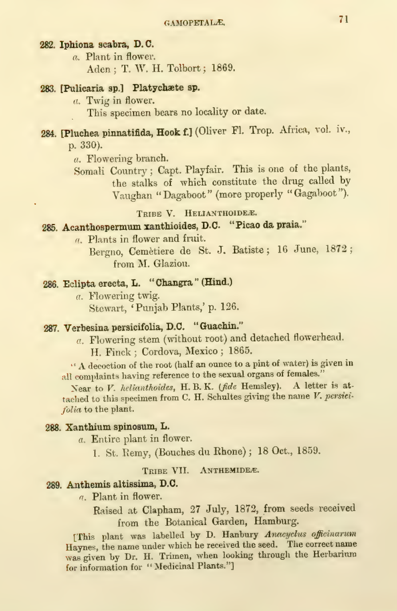 GAMOPETALÆ. 71
282. Iphiona scabra, D.C.
a. Plant in flower.
Aden ; T. W. H. Tolbort ; 1869.
283. [Pulicaria sp.] Platychæte sp.
a. Twig in flower.
This specimen bears no locality or date.
284. [Pluchea pinnatifida, Hook f.] (Oliver Fl. Trop. Africa, vol. iv.,
p. 330).
a. Flowering branch.
Somali Country ; Capt. Playfair. This is one of the plants,
the stalks of which constitute the drug called by
Vaughan "Dagaboot" (more properly "Gagaboot").
TRIBE V. HELIANTHOIDEÆ.
285. Acanthospermum xanthioides, D.C. "Picao da praia."
a. Plants in flower and fruit.
Bergno, Cemètiere de St. J. Batiste ; 16 June, 1872 ;
from M. Glaziou.
286. Eclipta erecta, L. "Changra" (Hind.)
a. Flowering twig.
Stewart, 'Punjab Plants,' p. 126.
287. Verbesina persicifolia, D.C. "Guachin."
a. Flowering stem (without root) and detached flowerhead.
H. Finck ; Cordova, Mexico ; 1865.
"A decoction of the root (half an ounce to a pint of water) is given in
all complaints having reference to the sexual organs of females."
Near to V. helianthoides, H. B. K. (fide Hemsley). A letter is at-
tached to this specimen from C. H. Schultes giving the name V. persici-
folia to the plant.
288. Xanthium spinosum, L.
a. Entire plant in flower.
1. St. Remy, (Bouches du Rhone) ; 18 Oct., 1859.
TRIBE VII. ANTHEMIDEÆ.
289. Anthemis altissima, D.C.
a. Plant in flower.
Raised at Clapham, 27 July, 1872, from seeds received
from the Botanical Garden, Hamburg.
[This plant was labelled by D. Hanbury Anacyclus officinarum
Haynes, the name under which he received the seed. The correct name
was given by Dr. H. Trimen, when looking through the Herbarium
for information for "Medicinal Plants."]